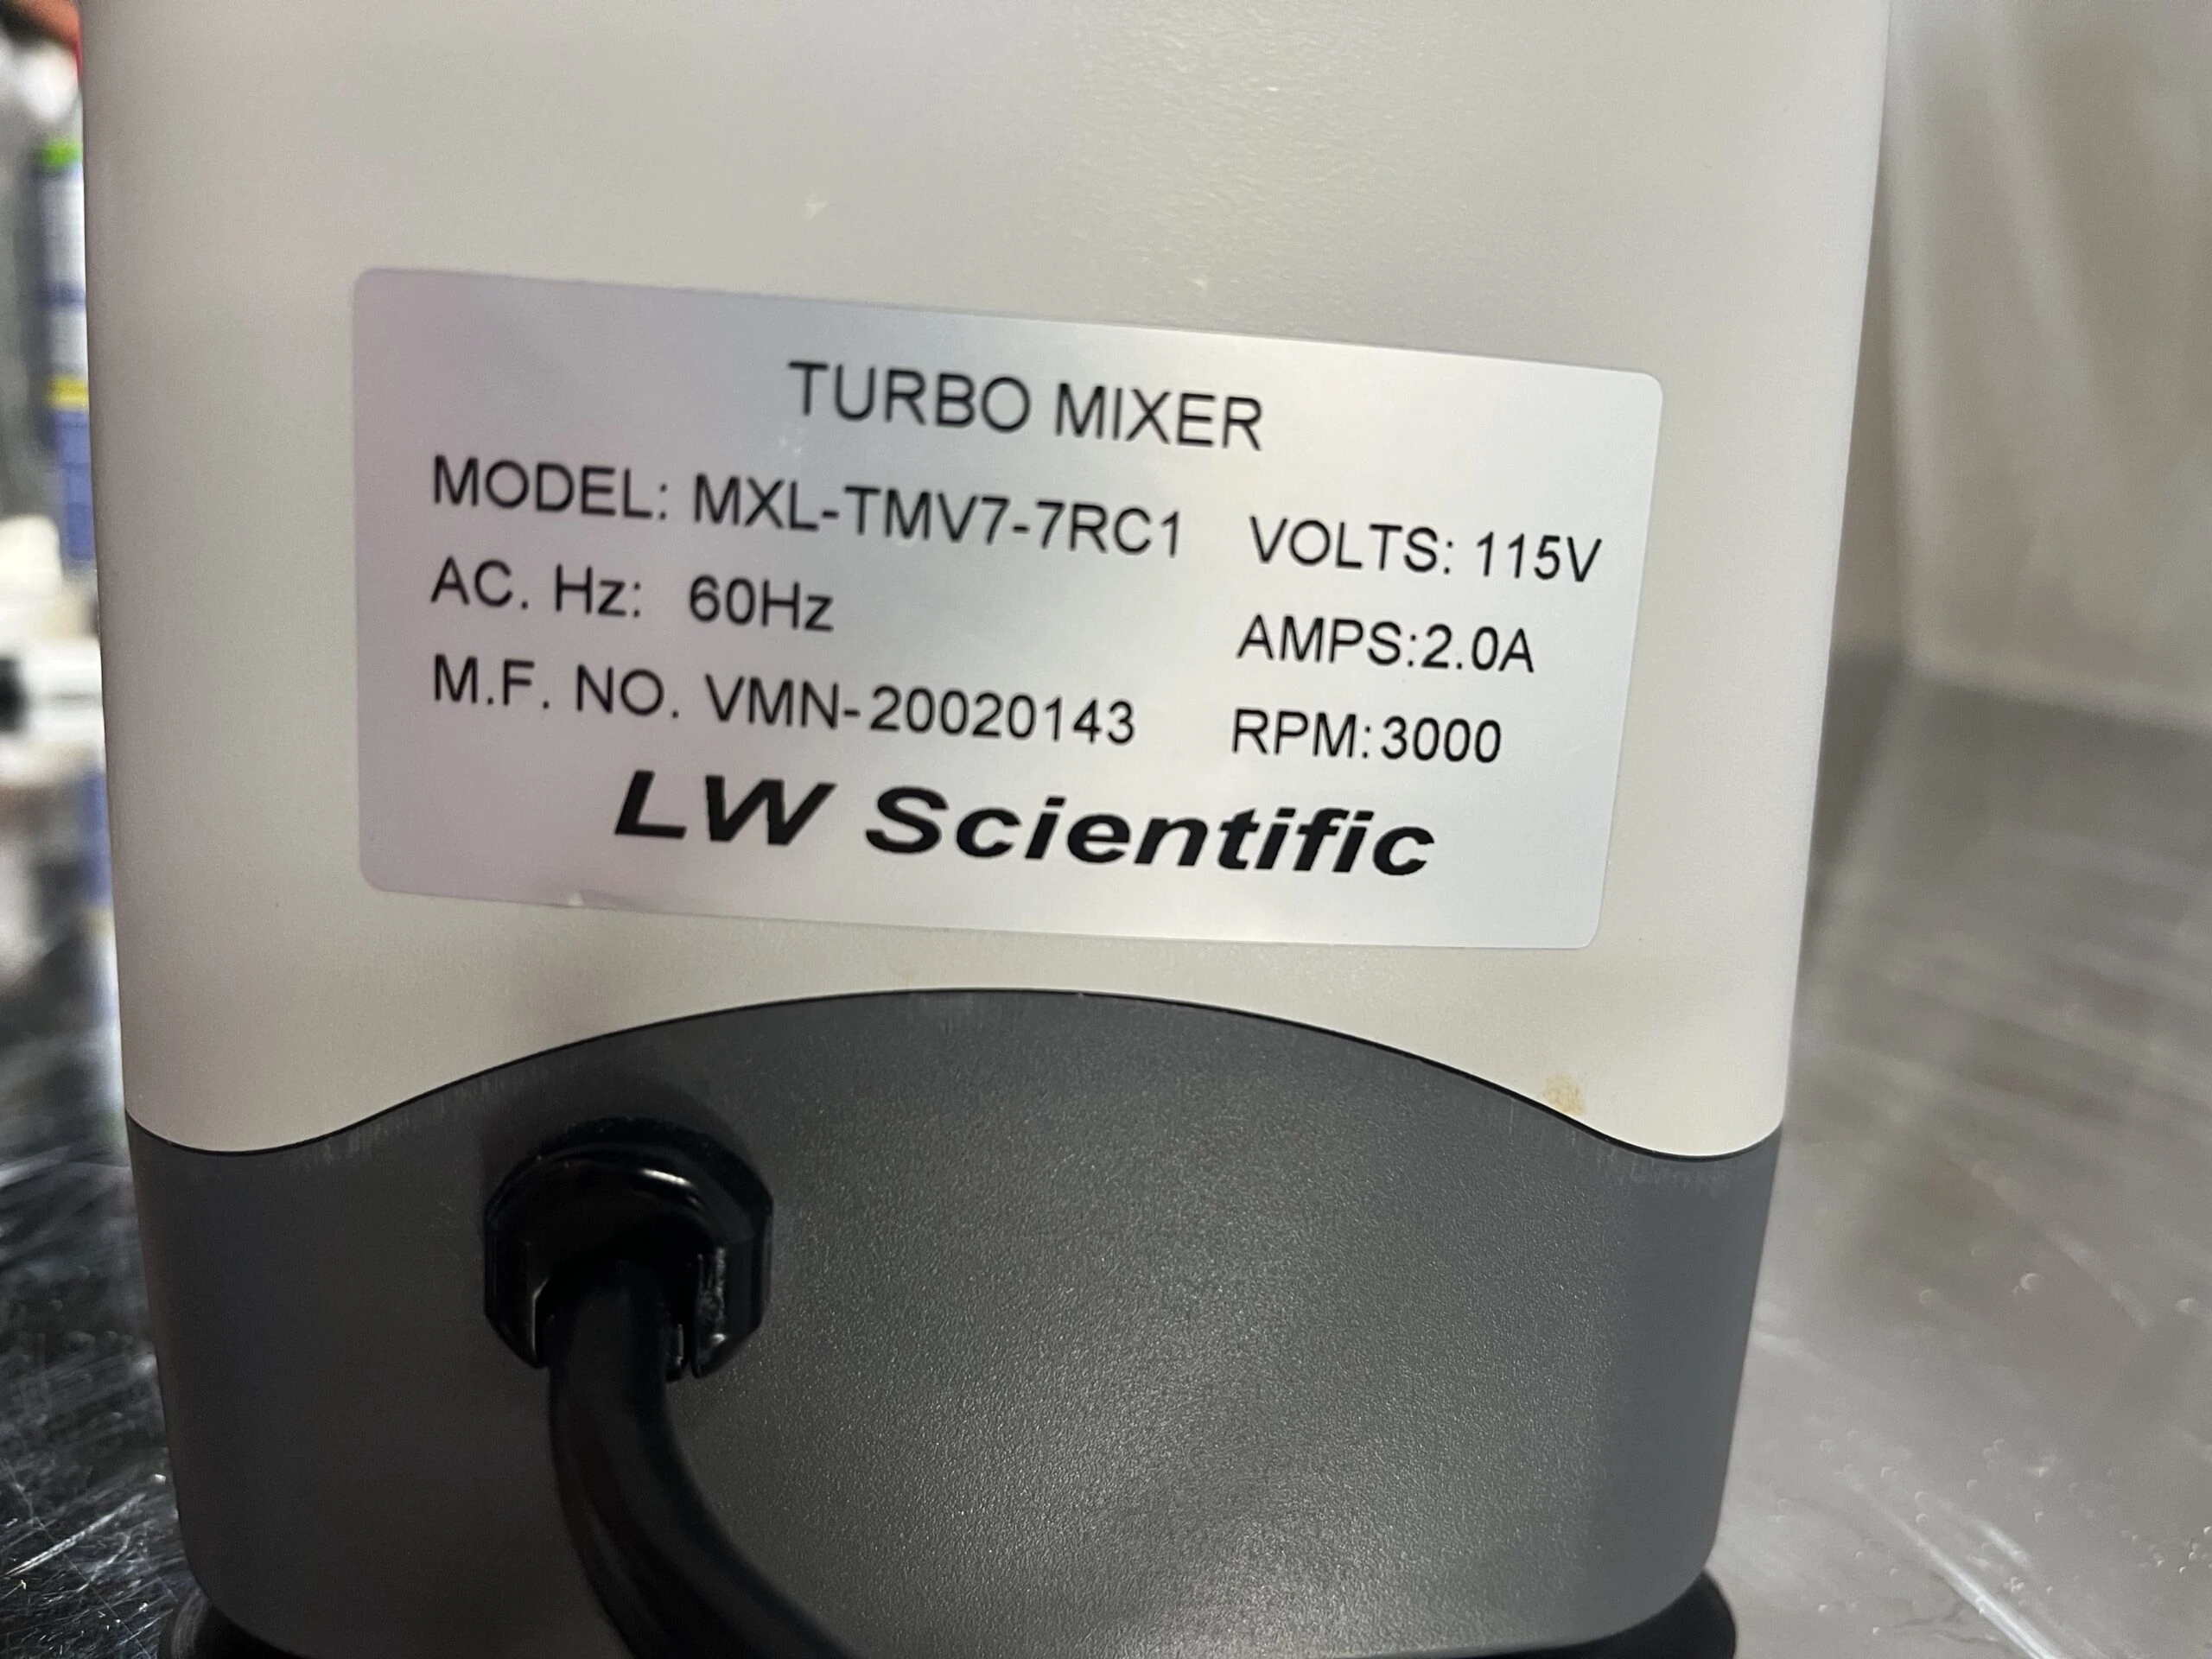 TURBO MIXER
MODEL: MXL-TMV7-7RC1 VOLTS: 115V
AC. Hz: 60Hz AMPS:2.0A
M.F. NO. VMN-20020143 RPM:3000
LW Scientific